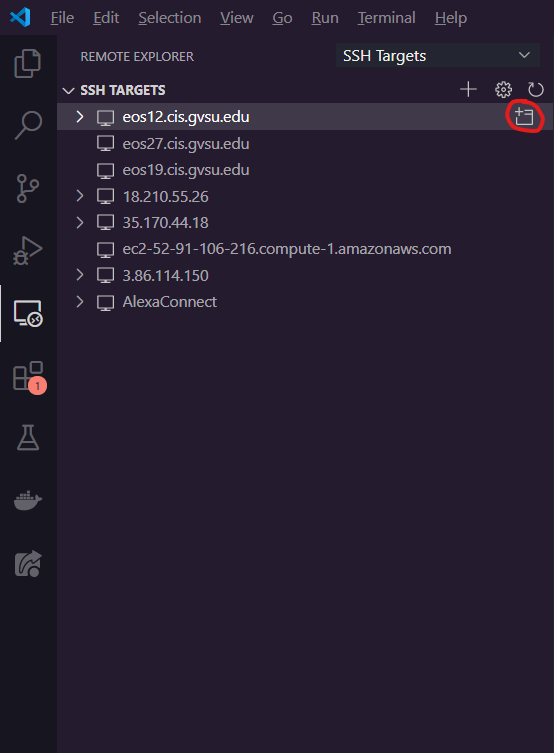 File Edit Selection View Go Run Terminal Help
REMOTE EXPLORER SSH Targets
SSH TARGETS
eos12.cis.gvsu.edu
eos27.cis.gvsu.edu
eos19.cis.gvsu.edu
18.210.55.26
35.170.44.18
ec2-52-91-106-216.compute-1.amazonaws.com
3.86.114.150
AlexaConnect
1